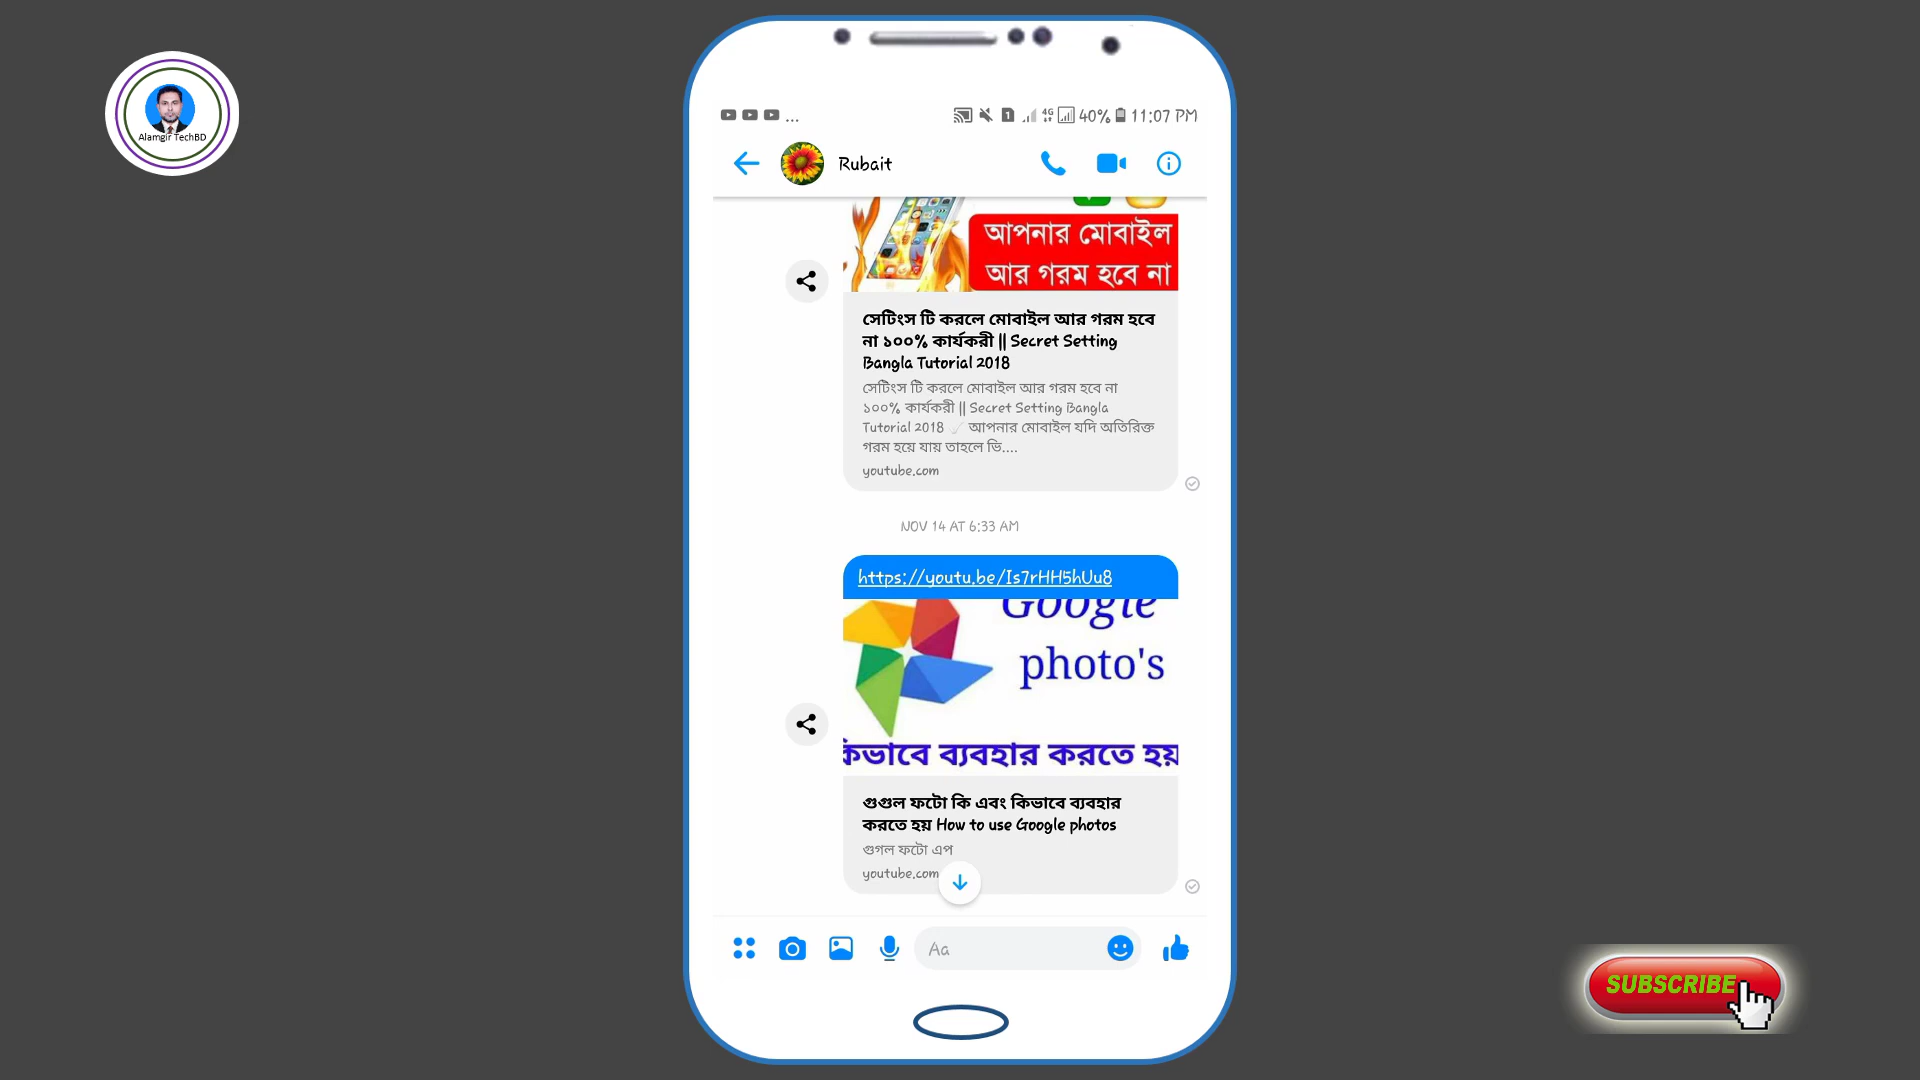 Alamgir TechBD
... 1 4G 40% 11:07 PM
Rubait
আপনার মোবাইল
আর গরম হবে না
সেটিংস টি করলে মোবাইল আর গরম হবে
না ১০০% কার্যকরী || Secret Setting
Bangla Tutorial 2018
সেটিংস টি করলে মোবাইল আর গরম হবে না
১০০% কার্যকরী || Secret Setting Bangla
Tutorial 2018 ✓ আপনার মোবাইল যদি অতিরিক্ত
গরম হয়ে যায় তাহলে ভি....
youtube.com
NOV 14 AT 6:33 AM
https://youtu.be/Is7rHH5hUu8
Google
photo's
কিভাবে ব্যবহার করতে হয়
গুগুল ফটো কি এবং কিভাবে ব্যবহার
করতে হয় How to use Google photos
গুগল ফটো এপ
youtube.com
Aa
SUBSCRIBE